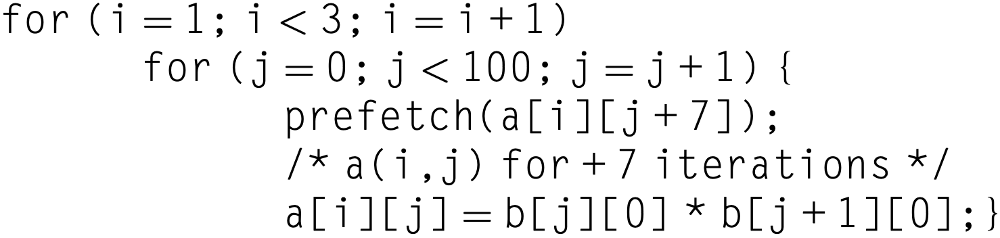 for (i = 1; i < 3; i = i + 1)
for (j = 0; j < 100; j = j + 1) {
prefetch(a[i][j + 7]);
/* a(i,j) for + 7 iterations */
a[i][j] = b[j][0] * b[j + 1][0];}